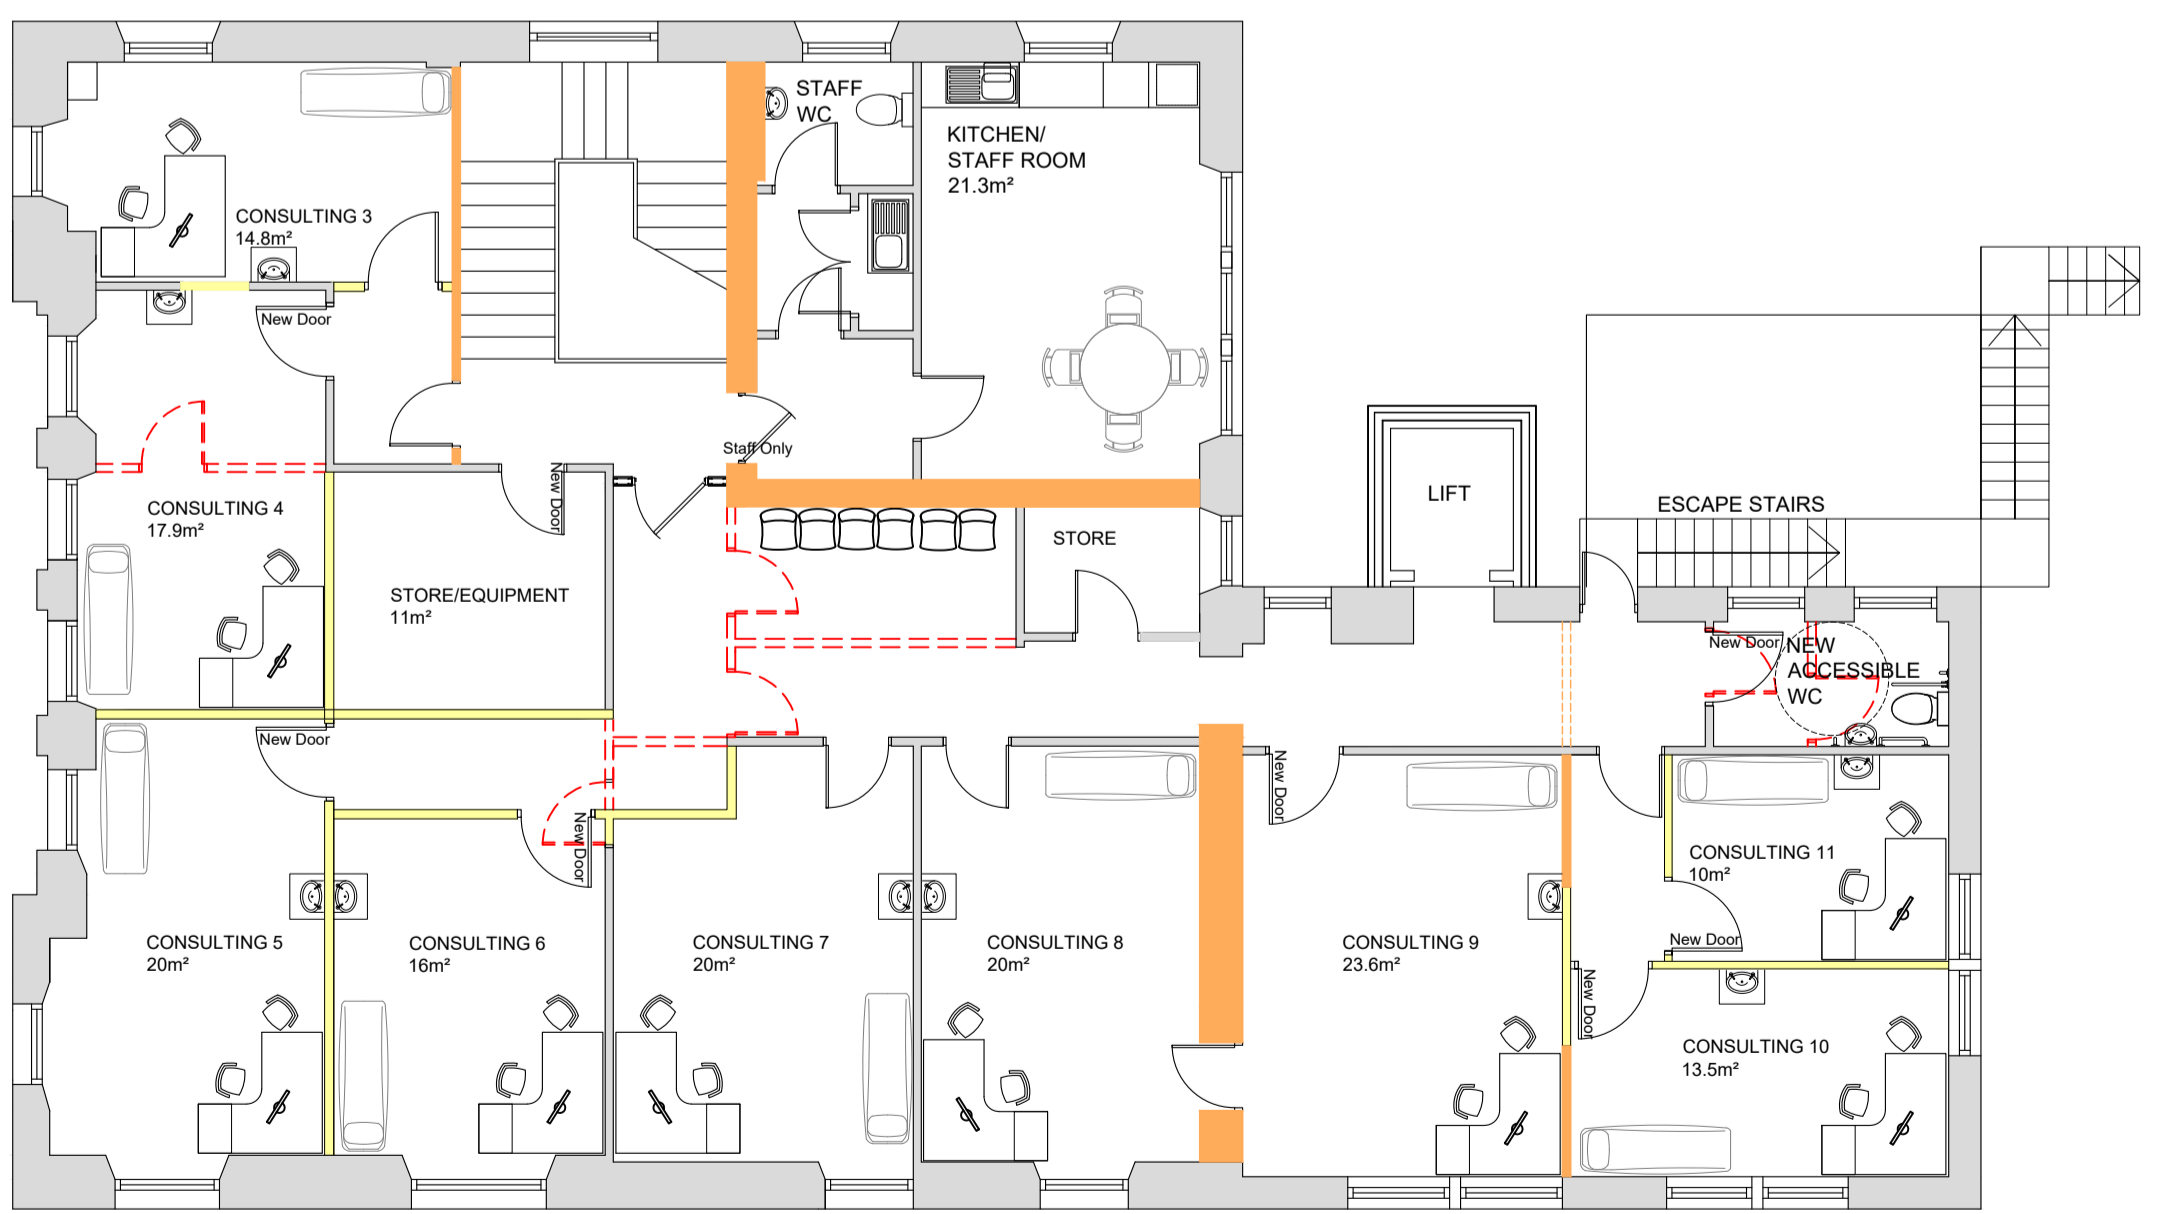 STAFF
WC
KITCHEN/
STAFF ROOM
21.3m²
CONSULTING 3
14.8m²
New Door
Staff Only
CONSULTING 4
17.9m²
New Door
STORE/EQUIPMENT
11m²
STORE
LIFT
ESCAPE STAIRS
New Door
NEW
ACCESSIBLE
WC
New Door
New Door
New Door
CONSULTING 5
20m²
CONSULTING 6
16m²
CONSULTING 7
20m²
CONSULTING 8
20m²
CONSULTING 9
23.6m²
CONSULTING 11
10m²
New Door
New Door
CONSULTING 10
13.5m²